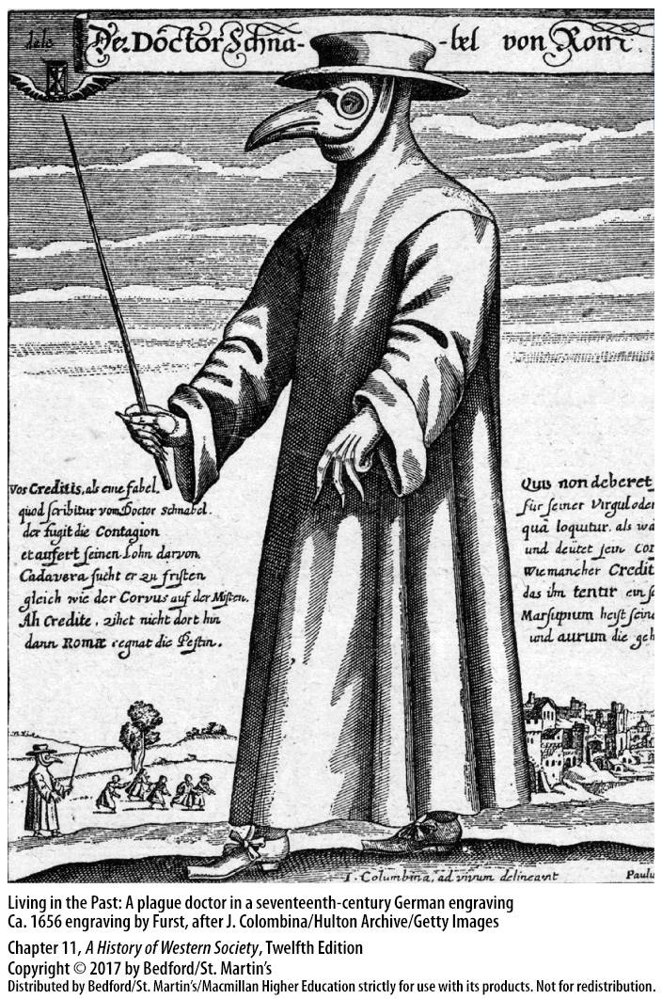 Der Doctor Schna-
-bel von Rom
Vos Creditis, als eine fabel,
quod scribitur vom Doctor Schnabel.
der fugit die Contagion
et aufert seinen Lohn darvon
Cadavera sucht er zu fristen
gleich wie der Corvus auf der Misten.
Ah Credite, zihet nicht dort hin
dann Romæ regnat die Pestin.
Quis non deberet
für seiner Virgul oder
quâ loquitur, als wä
und deütet sein con
Wie mancher Credit
das ihn tentir ein s
Marsupium heist sein
und aurum die geh
I. Columbina, ad vivum delineavit
Paulu
Living in the Past: A plague doctor in a seventeenth-century German engraving
Ca. 1656 engraving by Furst, after J. Colombina/Hulton Archive/Getty Images
Chapter 11, A History of Western Society, Twelfth Edition
Copyright © 2017 by Bedford/St. Martin's
Distributed by Bedford/St. Martin's/Macmillan Higher Education strictly for use with its products. Not for redistribution.